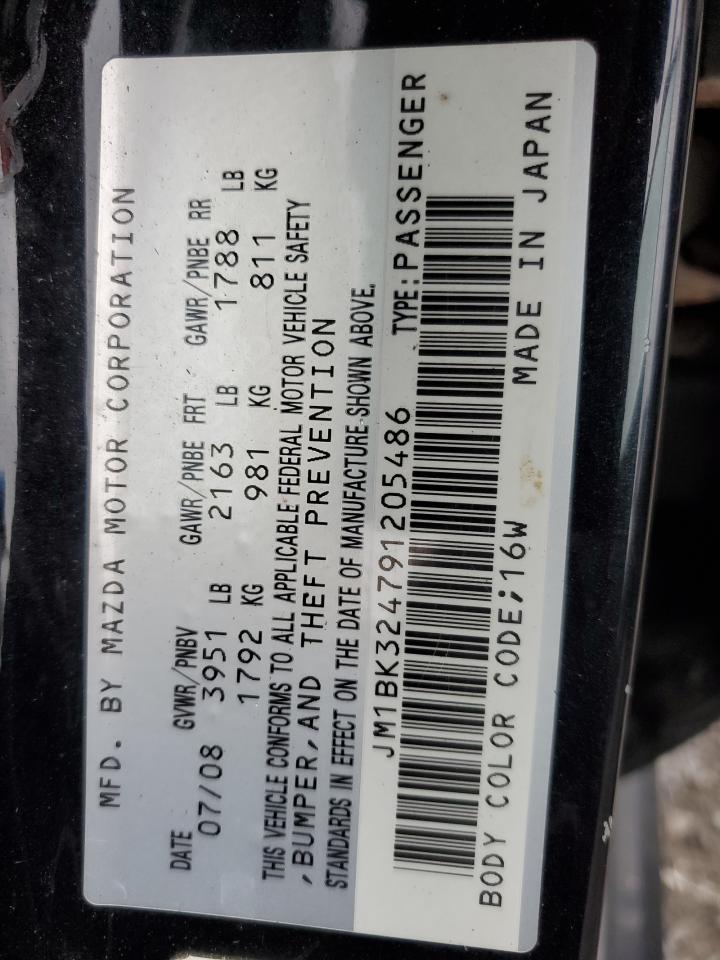 MFD. BY MAZDA MOTOR CORPORATION
DATE GVWR/PNBV GAWR/PNBE FRT GAWR/PNBE RR
07/08 3951 LB 2163 LB 1788 LB
1792 KG 981 KG 811 KG
THIS VEHICLE CONFORMS TO ALL APPLICABLE FEDERAL MOTOR VEHICLE SAFETY
,BUMPER,AND THEFT PREVENTION
STANDARDS IN EFFECT ON THE DATE OF MANUFACTURE SHOWN ABOVE.
JM1BK324791205486 TYPE:PASSENGER
BODY COLOR CODE;16W MADE IN JAPAN